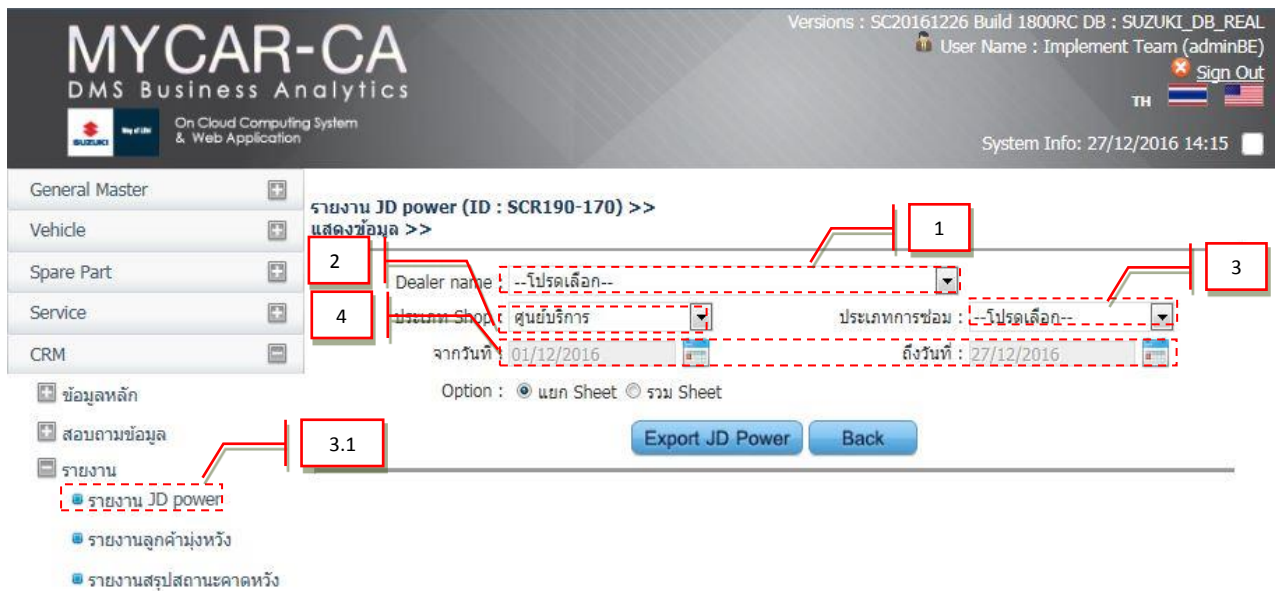 MYCAR-CA
DMS Business Analytics
SUZUKI Way of Life! On Cloud Computing System
& Web Application
Versions : SC20161226 Build 1800RC DB : SUZUKI_DB_REAL
User Name : Implement Team (adminBE)
Sign Out
TH
System Info: 27/12/2016 14:15
General Master
Vehicle
Spare Part
Service
CRM
ข้อมูลหลัก
สอบถามข้อมูล
รายงาน
รายงาน JD power
รายงานลูกค้ามุ่งหวัง
รายงานสรุปสถานะคาดหวัง
3.1
รายงาน JD power (ID : SCR190-170) >>
แสดงข้อมูล >>
1
2
3
4
Dealer name : --โปรดเลือก--
ประเภท Shop : ศูนย์บริการ ประเภทการซ่อม : --โปรดเลือก--
จากวันที่ : 01/12/2016 ถึงวันที่ : 27/12/2016
Option : แยก Sheet รวม Sheet
Export JD Power Back